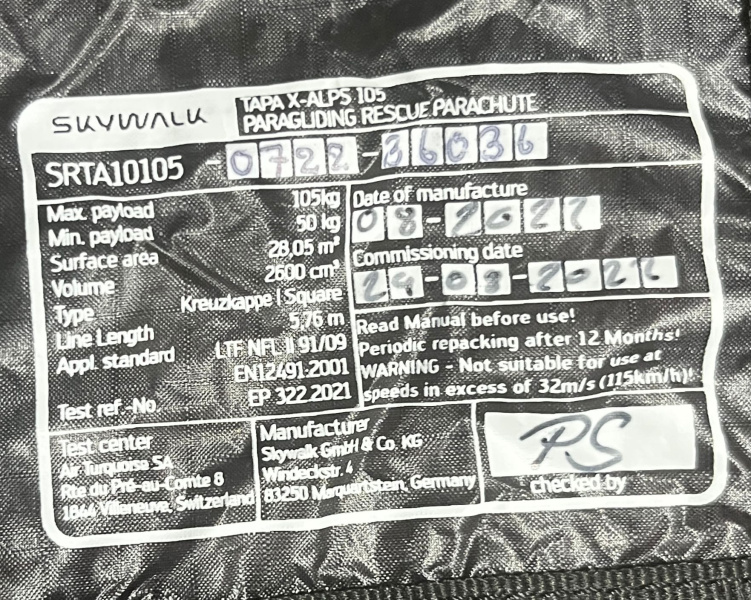 SKYWALK
TAPA X-ALPS 105
PARAGLIDING RESCUE PARACHUTE
SRTA10105 -0722-36036
Max. payload 105kg
Min. payload 50 kg
Surface area 28,05 m²
Volume 2600 cm³
Type Kreuzkappe | Square
Line Length 5,76 m
Appl. standard LTF NFL II 91/09
EN12491:2001
Test ref.-No. EP 322.2021
Date of manufacture
08-2022
Commissioning date
29-08-2022
Read Manual before use!
Periodic repacking after 12 Months!
WARNING - Not suitable for use at
speeds in excess of 32m/s (115km/h)!
Test center
Air Turquoise SA
Rte du Pré-au-Comte 8
1844 Villeneuve, Switzerland
Manufacturer
Skywalk GmbH & Co. KG
Windeckstr. 4
83250 Marquartstein, Germany
PS
checked by